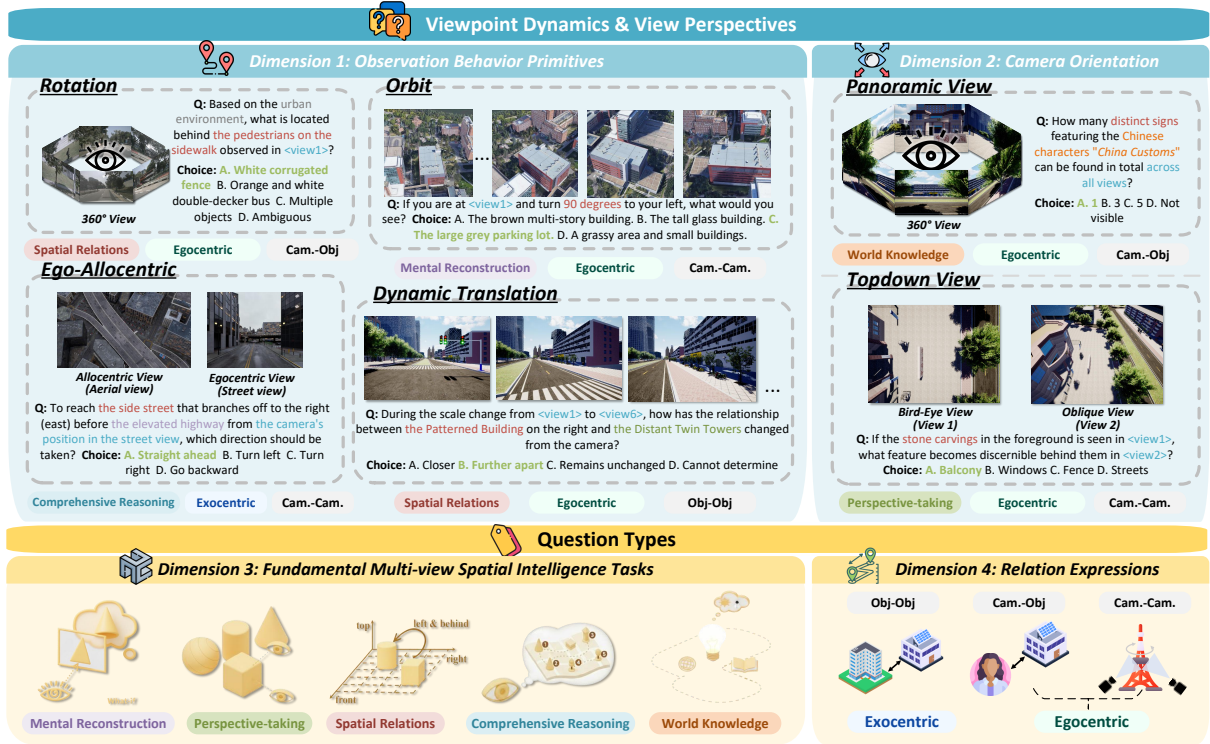 Viewpoint Dynamics & View Perspectives
Dimension 1: Observation Behavior Primitives
Rotation
Q: Based on the urban
environment, what is located
behind the pedestrians on the
sidewalk observed in <view1>?
Choice: A. White corrugated
fence B. Orange and white
double-decker bus C. Multiple
objects D. Ambiguous
360° View
Spatial Relations
Egocentric
Cam.-Obj
Orbit
...
Q: If you are at <view1> and turn 90 degrees to your left, what would you
see? Choice: A. The brown multi-story building. B. The tall glass building. C.
The large grey parking lot. D. A grassy area and small buildings.
Mental Reconstruction
Egocentric
Cam.-Cam.
Ego-Allocentric
Allocentric View
(Aerial view)
Egocentric View
(Street view)
Q: To reach the side street that branches off to the right
(east) before the elevated highway from the camera's
position in the street view, which direction should be
taken? Choice: A. Straight ahead B. Turn left C. Turn
right D. Go backward
Comprehensive Reasoning
Exocentric
Cam.-Cam.
Dynamic Translation
...
Q: During the scale change from <view1> to <view6>, how has the relationship
between the Patterned Building on the right and the Distant Twin Towers changed
from the camera?
Choice: A. Closer B. Further apart C. Remains unchanged D. Cannot determine
Spatial Relations
Egocentric
Obj-Obj
Dimension 2: Camera Orientation
Panoramic View
Q: How many distinct signs
featuring the Chinese
characters "China Customs"
can be found in total across
all views?
Choice: A. 1 B. 3 C. 5 D. Not
visible
360° View
World Knowledge
Egocentric
Cam.-Obj
Topdown View
Bird-Eye View
(View 1)
Oblique View
(View 2)
Q: If the stone carvings in the foreground is seen in <view1>,
what feature becomes discernible behind them in <view2>?
Choice: A. Balcony B. Windows C. Fence D. Streets
Perspective-taking
Egocentric
Cam.-Cam.
Question Types
Dimension 3: Fundamental Multi-view Spatial Intelligence Tasks
What if
top
left & behind
right
front
1
2
3
4
5
Mental Reconstruction
Perspective-taking
Spatial Relations
Comprehensive Reasoning
World Knowledge
Dimension 4: Relation Expressions
Obj-Obj
Cam.-Obj
Cam.-Cam.
Exocentric
Egocentric